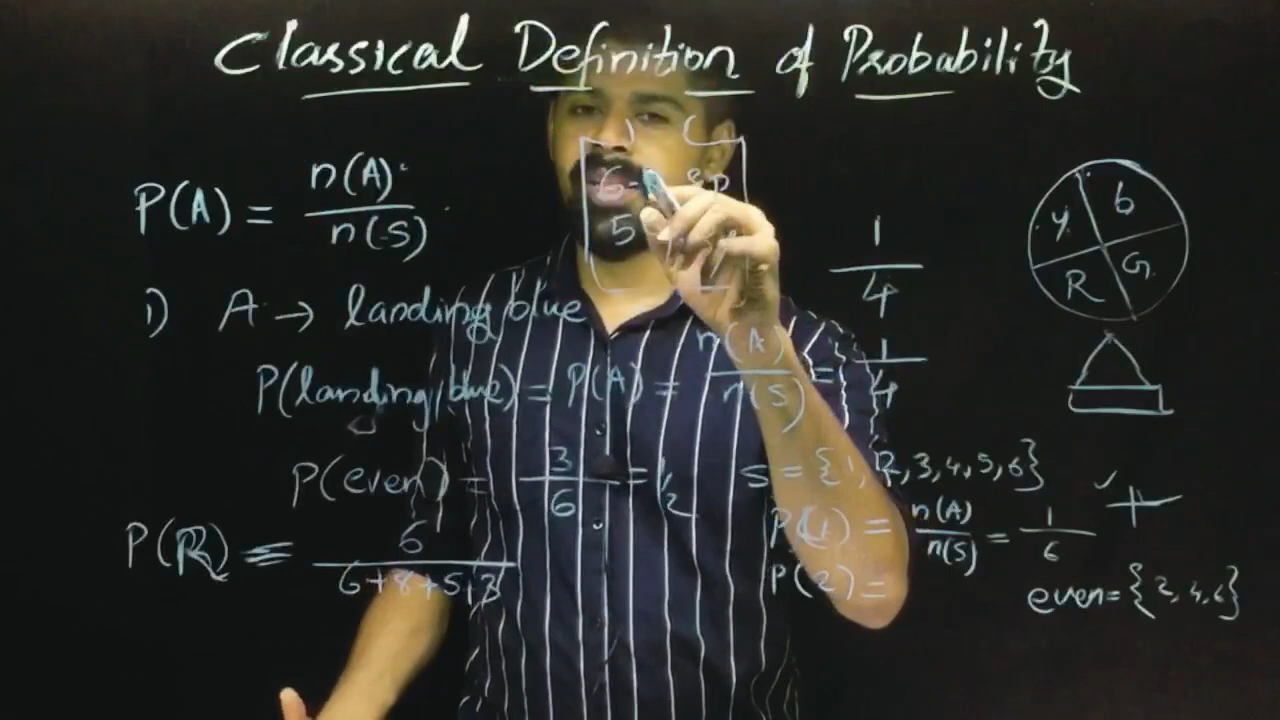 Classical Definition of Probability
P(A) = n(A) / n(S)
6
5
1 / 4
Y 6
R G
1) A → landing blue
P(landing blue) = P(A) = n(A) / n(S) = 1 / 4
P(even) = 3 / 6 = 1/2
S = {1, 2, 3, 4, 5, 6}
P(1) = n(A) / n(S) = 1 / 6
P(R) = 6 / 6+8+5+3
P(2) =
even = {2, 4, 6}